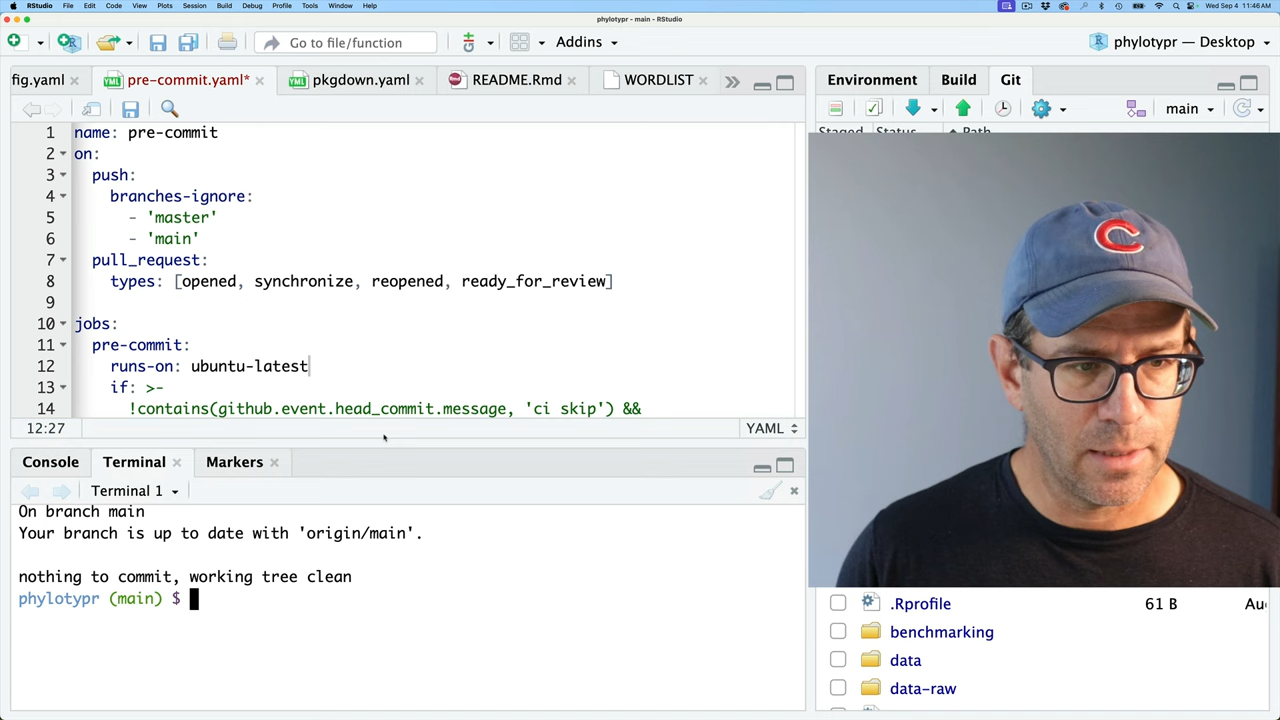 RStudio File Edit Code View Plots Session Build Debug Profile Tools Window Help Wed Sep 4 11:46 AM
phylotypr - main - RStudio
Go to file/function Addins phylotypr — Desktop
fig.yaml pre-commit.yaml* pkgdown.yaml README.Rmd WORDLIST
Environment Build Git
main
Staged Status Path
1 name: pre-commit
2 on:
3 push:
4 branches-ignore:
5 - 'master'
6 - 'main'
7 pull_request:
8 types: [opened, synchronize, reopened, ready_for_review]
9
10 jobs:
11 pre-commit:
12 runs-on: ubuntu-latest
13 if: >-
14 !contains(github.event.head_commit.message, 'ci skip') &&
12:27 YAML
Console Terminal Markers
Terminal 1
On branch main
Your branch is up to date with 'origin/main'.
nothing to commit, working tree clean
phylotypr (main) $
C
.Rprofile 61 B
benchmarking
data
data-raw